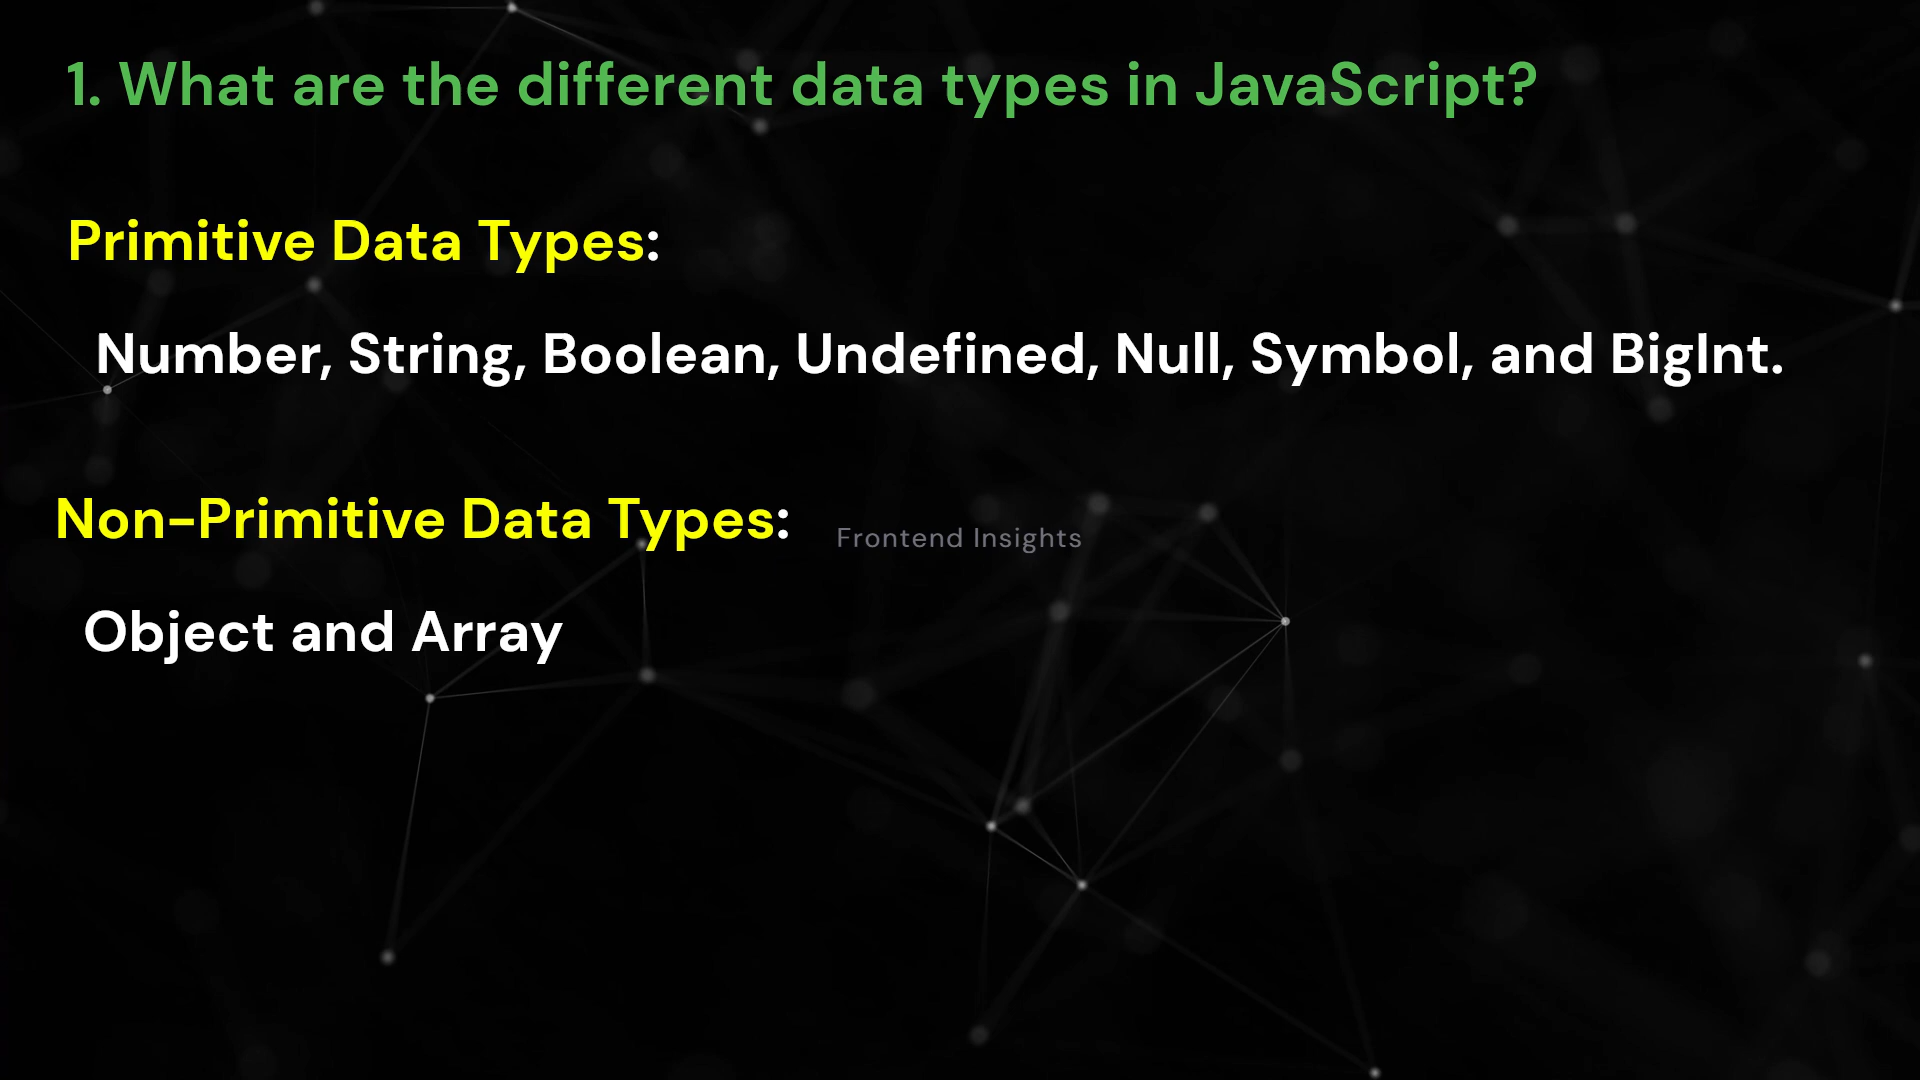 1. What are the different data types in JavaScript?
Primitive Data Types:
Number, String, Boolean, Undefined, Null, Symbol, and BigInt.
Non-Primitive Data Types:
Frontend Insights
Object and Array